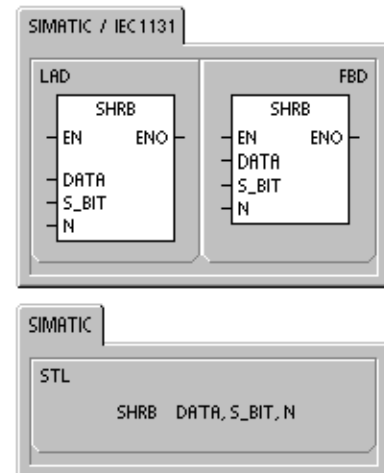 SIMATIC / IEC1131
LAD
SHRB
EN ENO
DATA
S_BIT
N
FBD
SHRB
EN ENO
DATA
S_BIT
N
SIMATIC
STL
SHRB DATA, S_BIT, N